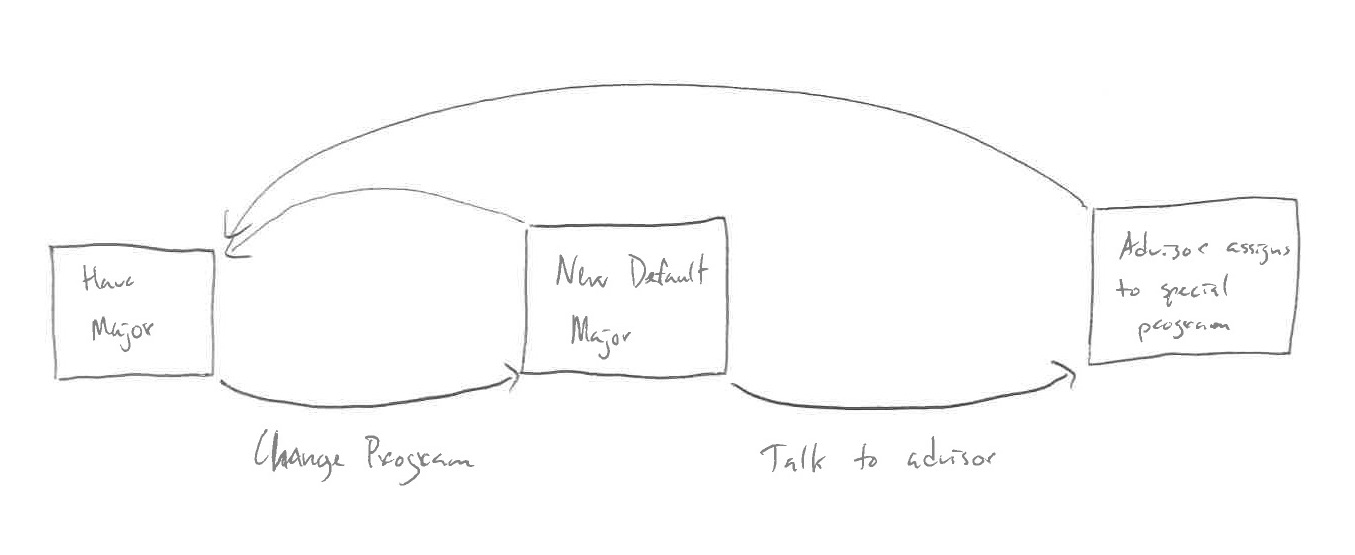 Have
Major
New Default
Major
Advisor assigns
to special
program
Change Program
Talk to advisor